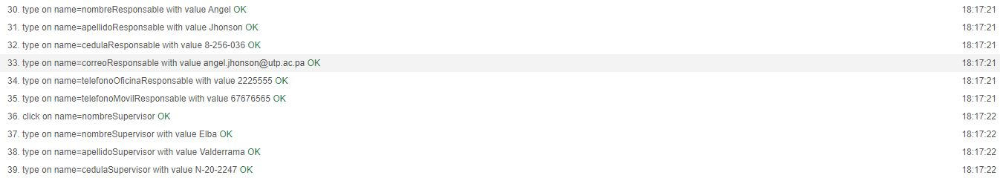 30. type on name=nombreResponsable with value Angel OK 18:17:21
31. type on name=apellidoResponsable with value Jhonson OK 18:17:21
32. type on name=cedulaResponsable with value 8-256-036 OK 18:17:21
33. type on name=correoResponsable with value angel.jhonson@utp.ac.pa OK 18:17:21
34. type on name=telefonoOficinaResponsable with value 2225555 OK 18:17:21
35. type on name=telefonoMovilResponsable with value 67676565 OK 18:17:21
36. click on name=nombreSupervisor OK 18:17:22
37. type on name=nombreSupervisor with value Elba OK 18:17:22
38. type on name=apellidoSupervisor with value Valderrama OK 18:17:22
39. type on name=cedulaSupervisor with value N-20-2247 OK 18:17:22